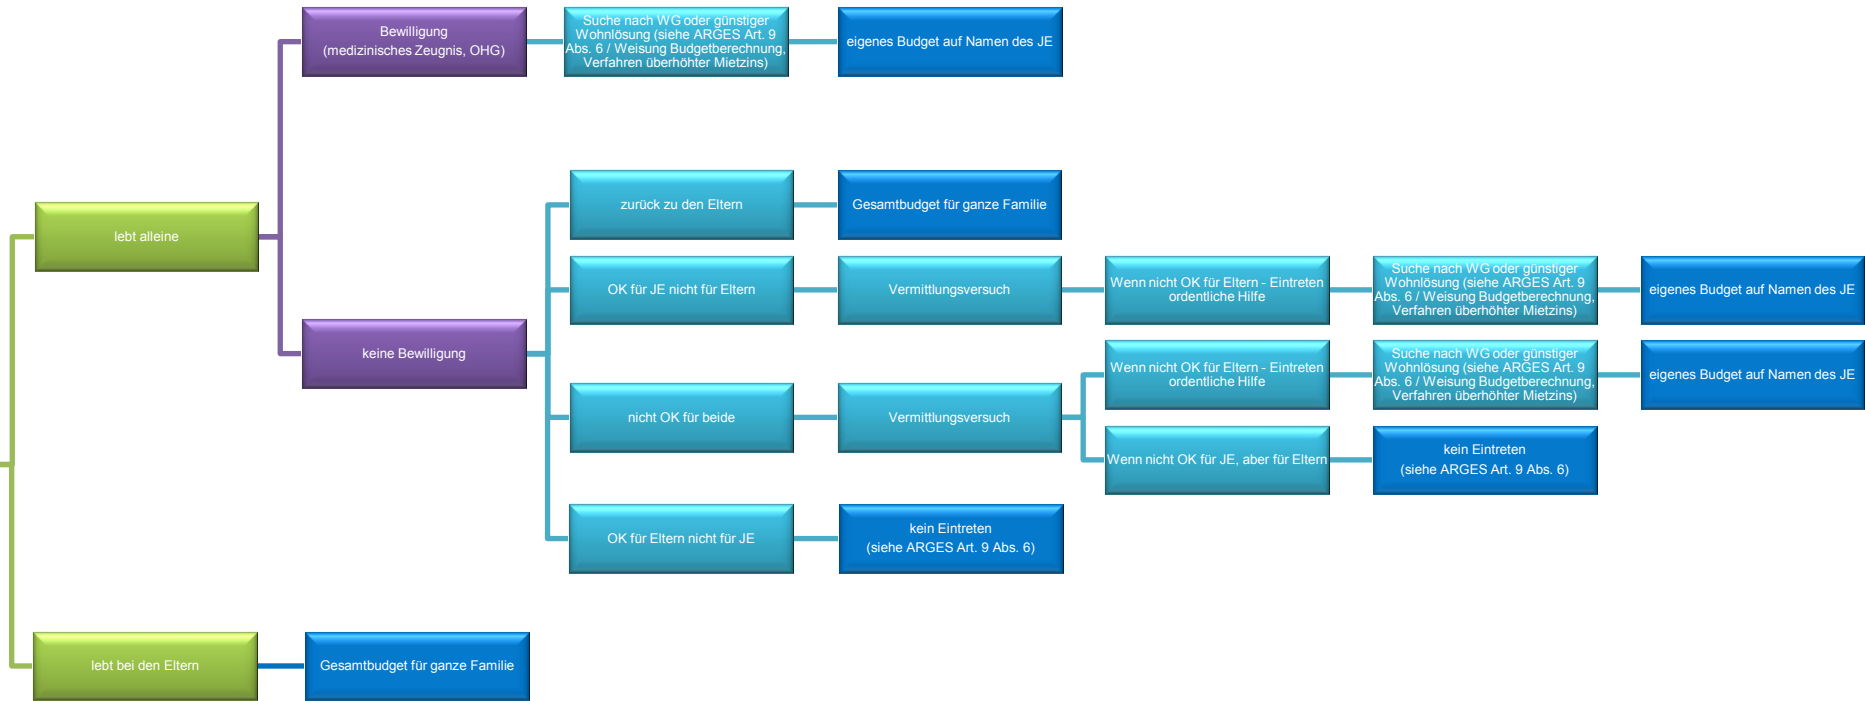 Bewilligung
(medizinisches Zeugnis, OHG)
Suche nach WG oder günstiger
Wohnlösung (siehe ARGES Art. 9
Abs. 6 / Weisung Budgetberechnung,
Verfahren überhöhter Mietzins)
eigenes Budget auf Namen des JE
lebt alleine
zurück zu den Eltern
Gesamtbudget für ganze Familie
OK für JE nicht für Eltern
Vermittlungsversuch
Wenn nicht OK für Eltern - Eintreten
ordentliche Hilfe
Suche nach WG oder günstiger
Wohnlösung (siehe ARGES Art. 9
Abs. 6 / Weisung Budgetberechnung,
Verfahren überhöhter Mietzins)
eigenes Budget auf Namen des JE
keine Bewilligung
nicht OK für beide
Vermittlungsversuch
Wenn nicht OK für Eltern - Eintreten
ordentliche Hilfe
Suche nach WG oder günstiger
Wohnlösung (siehe ARGES Art. 9
Abs. 6 / Weisung Budgetberechnung,
Verfahren überhöhter Mietzins)
eigenes Budget auf Namen des JE
Wenn nicht OK für JE, aber für Eltern
kein Eintreten
(siehe ARGES Art. 9 Abs. 6)
OK für Eltern nicht für JE
kein Eintreten
(siehe ARGES Art. 9 Abs. 6)
lebt bei den Eltern
Gesamtbudget für ganze Familie